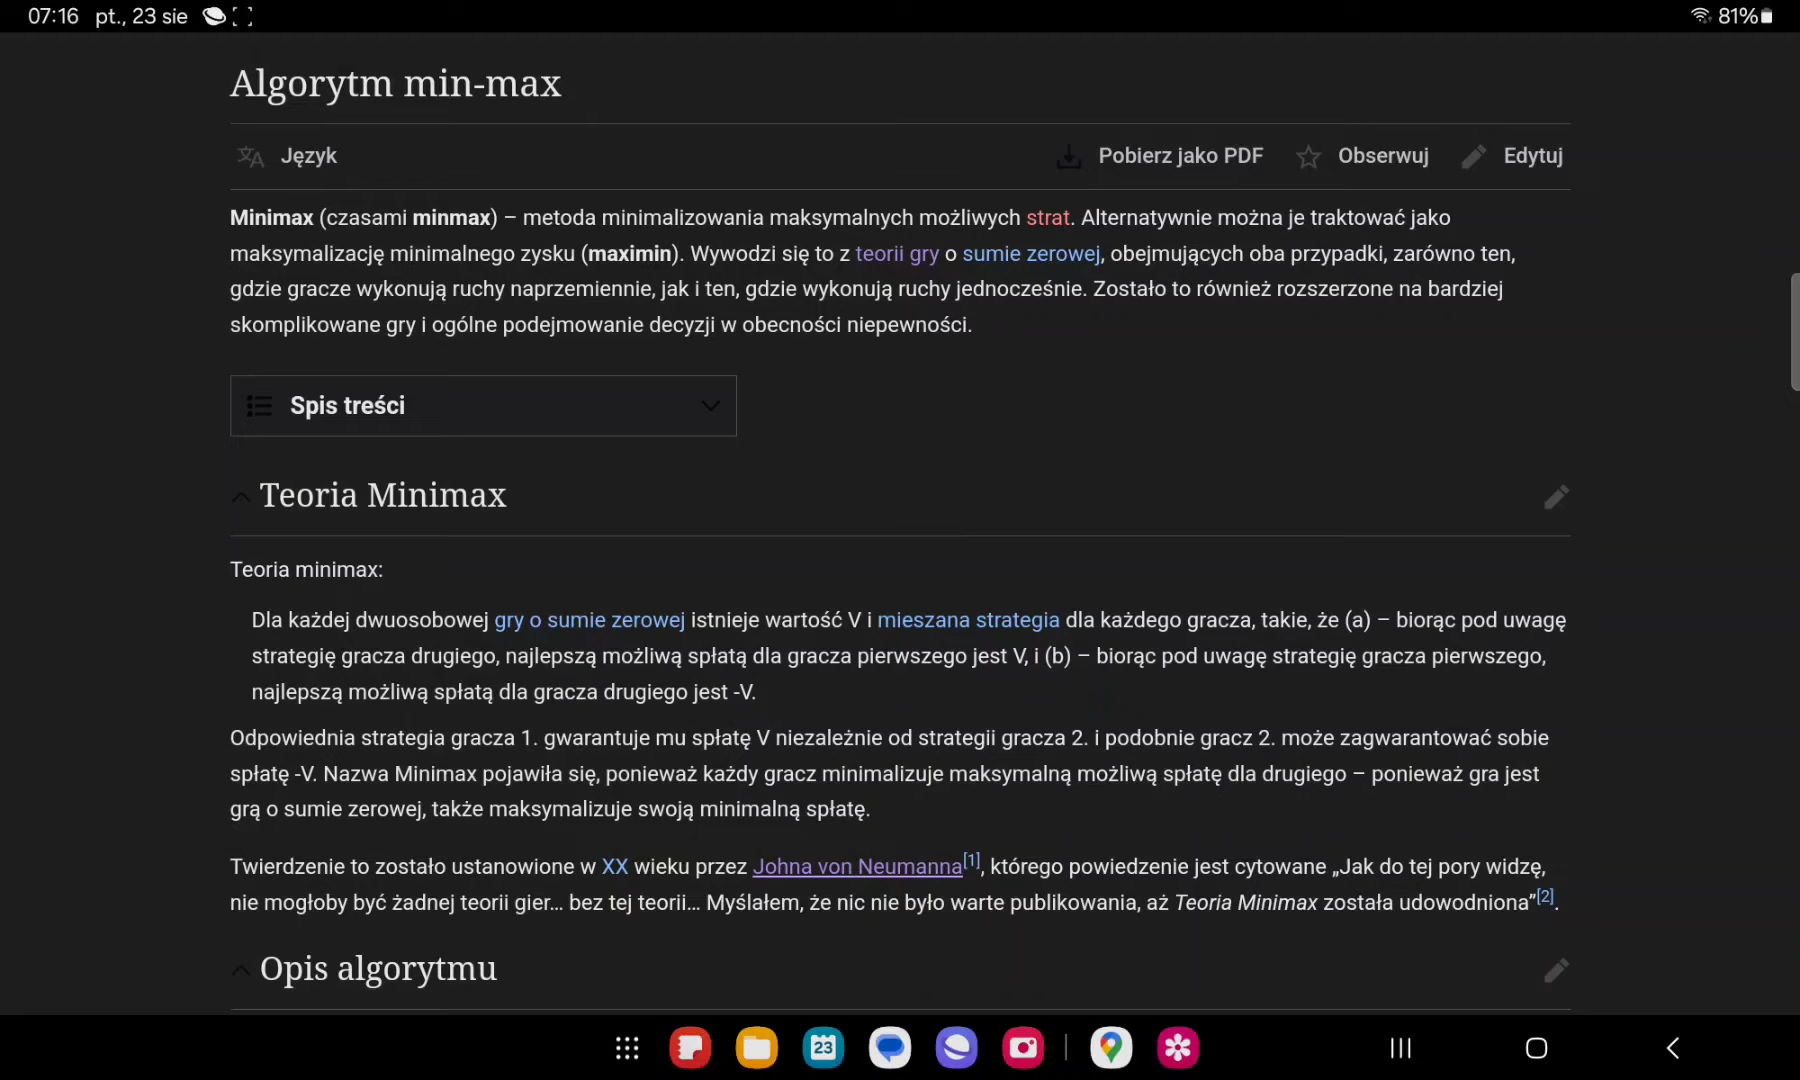 07:16 pt., 23 sie
81%
Algorytm min-max
Język
Pobierz jako PDF Obserwuj Edytuj
Minimax (czasami minmax) – metoda minimalizowania maksymalnych możliwych strat. Alternatywnie można je traktować jako
maksymalizację minimalnego zysku (maximin). Wywodzi się to z teorii gry o sumie zerowej, obejmujących oba przypadki, zarówno ten,
gdzie gracze wykonują ruchy naprzemiennie, jak i ten, gdzie wykonują ruchy jednocześnie. Zostało to również rozszerzone na bardziej
skomplikowane gry i ogólne podejmowanie decyzji w obecności niepewności.
Spis treści
Teoria Minimax
Teoria minimax:
Dla każdej dwuosobowej gry o sumie zerowej istnieje wartość V i mieszana strategia dla każdego gracza, takie, że (a) – biorąc pod uwagę
strategię gracza drugiego, najlepszą możliwą spłatą dla gracza pierwszego jest V, i (b) – biorąc pod uwagę strategię gracza pierwszego,
najlepszą możliwą spłatą dla gracza drugiego jest -V.
Odpowiednia strategia gracza 1. gwarantuje mu spłatę V niezależnie od strategii gracza 2. i podobnie gracz 2. może zagwarantować sobie
spłatę -V. Nazwa Minimax pojawiła się, ponieważ każdy gracz minimalizuje maksymalną możliwą spłatę dla drugiego – ponieważ gra jest
grą o sumie zerowej, także maksymalizuje swoją minimalną spłatę.
Twierdzenie to zostało ustanowione w XX wieku przez Johna von Neumanna[1], którego powiedzenie jest cytowane „Jak do tej pory widzę,
nie mogłoby być żadnej teorii gier… bez tej teorii… Myślałem, że nic nie było warte publikowania, aż Teoria Minimax została udowodniona”[2].
Opis algorytmu
23